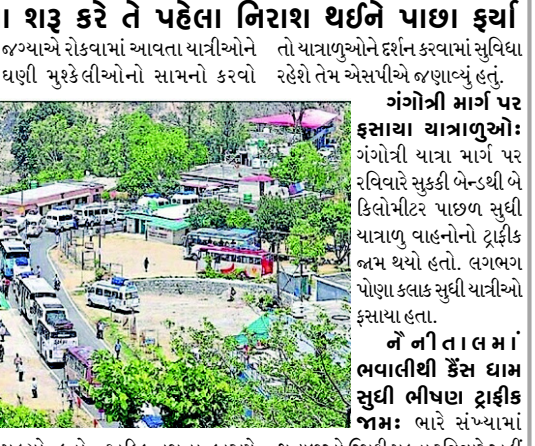 ા શરૂ કરે તે પહેલા નિરાશ થઈને પાછા ફર્યા
જગ્યાએ રોકવામાં આવતા યાત્રીઓને
ઘણી મુશ્કેલીઓનો સામનો કરવો
તો યાત્રાળુઓને દર્શન કરવામાં સુવિધા
રહેશે તેમ એસપીએ જણાવ્યું હતું.
ગંગોત્રી માર્ગ પર
ફસાયા યાત્રાળુઓઃ
ગંગોત્રી યાત્રા માર્ગ પર
રવિવારે સુક્કી બેન્ડથી બે
કિલોમીટર પાછળ સુધી
યાત્રાળુ વાહનોનો ટ્રાફીક
જામ થયો હતો. લગભગ
પોણા કલાક સુધી યાત્રીઓ
ફસાયા હતા.
નૈનીતાલમાં
ભવાલીથી કૈંસ ધામ
સુધી ભીષણ ટ્રાફીક
જામઃ ભારે સંખ્યામાં